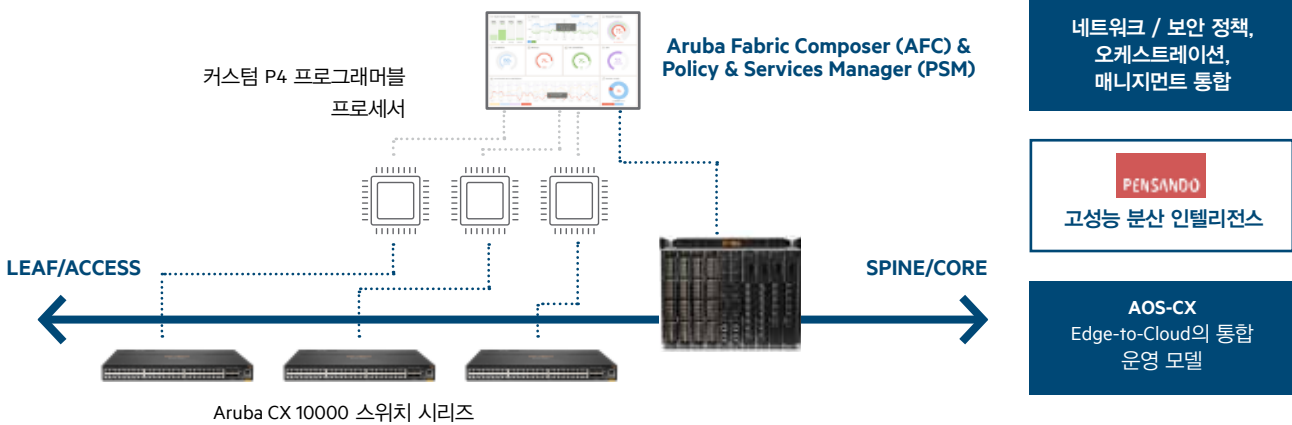 커스텀 P4 프로그래머블
프로세서
Aruba Fabric Composer (AFC) &
Policy & Services Manager (PSM)
LEAF/ACCESS
SPINE/CORE
Aruba CX 10000 스위치 시리즈
네트워크 / 보안 정책,
오케스트레이션,
매니지먼트 통합
PENSANDO
고성능 분산 인텔리전스
AOS-CX
Edge-to-Cloud의 통합
운영 모델